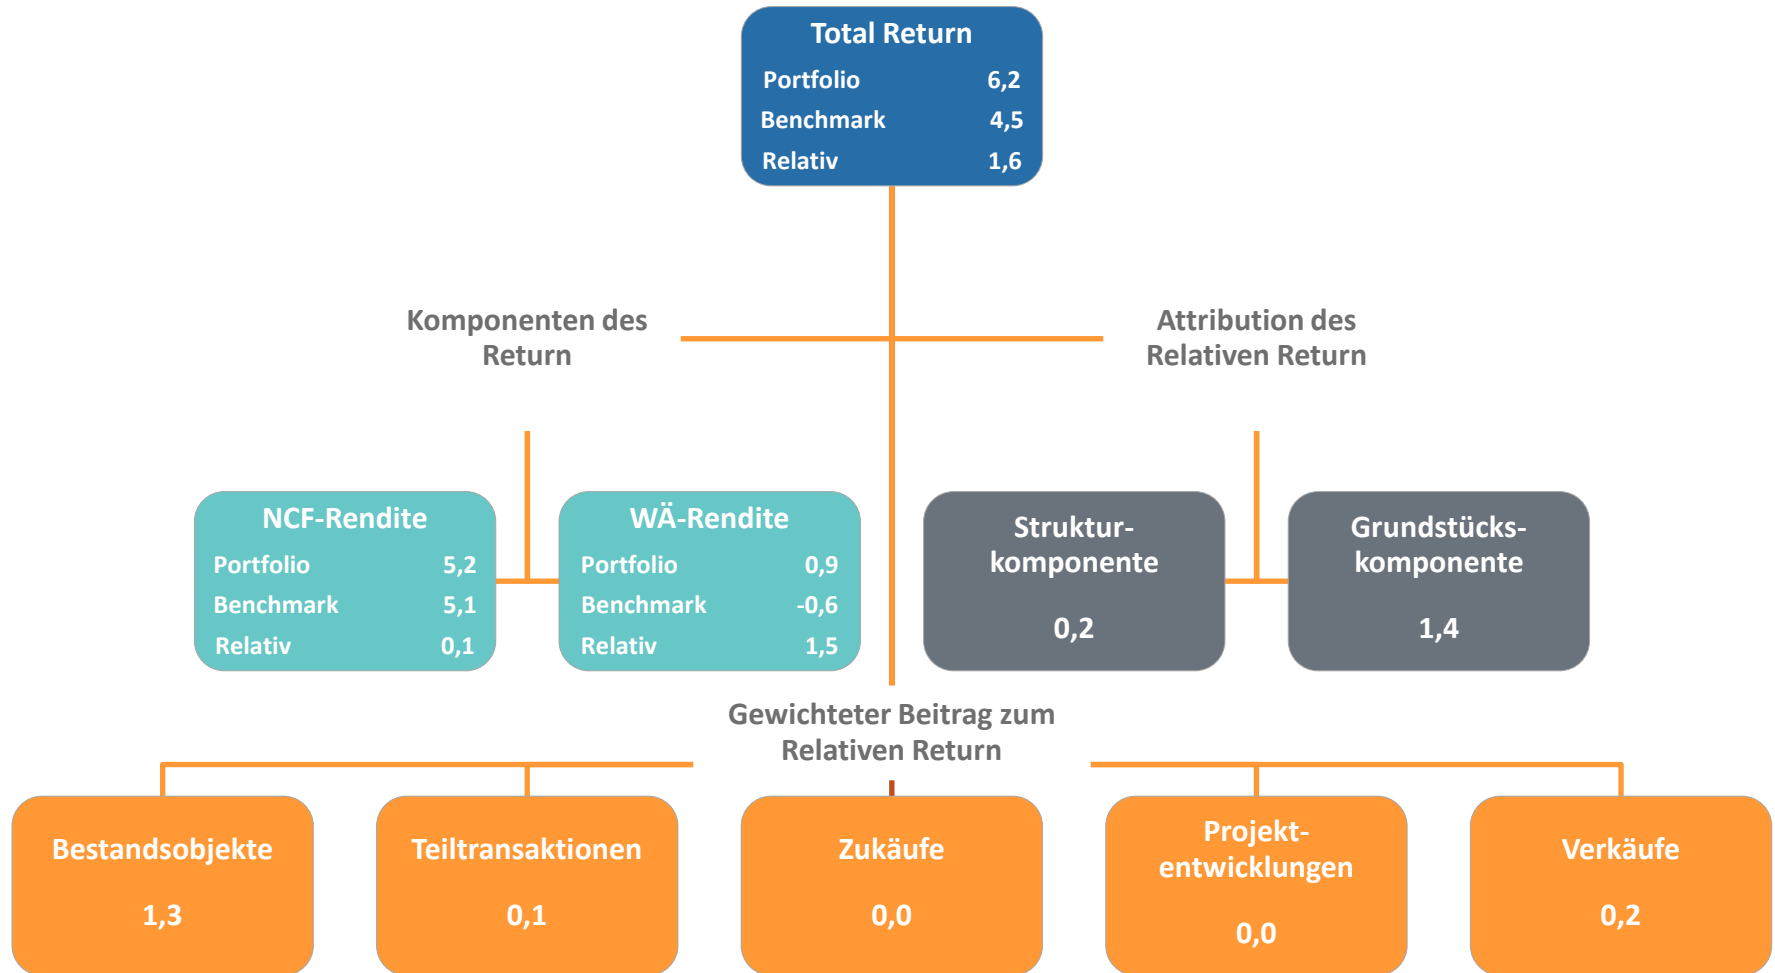 Total Return
Portfolio 6,2
Benchmark 4,5
Relativ 1,6
Komponenten des
Return
Attribution des
Relativen Return
NCF-Rendite
Portfolio 5,2
Benchmark 5,1
Relativ 0,1
WÄ-Rendite
Portfolio 0,9
Benchmark -0,6
Relativ 1,5
Struktur-
komponente
0,2
Grundstücks-
komponente
1,4
Gewichteter Beitrag zum
Relativen Return
Bestandsobjekte
1,3
Teiltransaktionen
0,1
Zukäufe
0,0
Projekt-
entwicklungen
0,0
Verkäufe
0,2